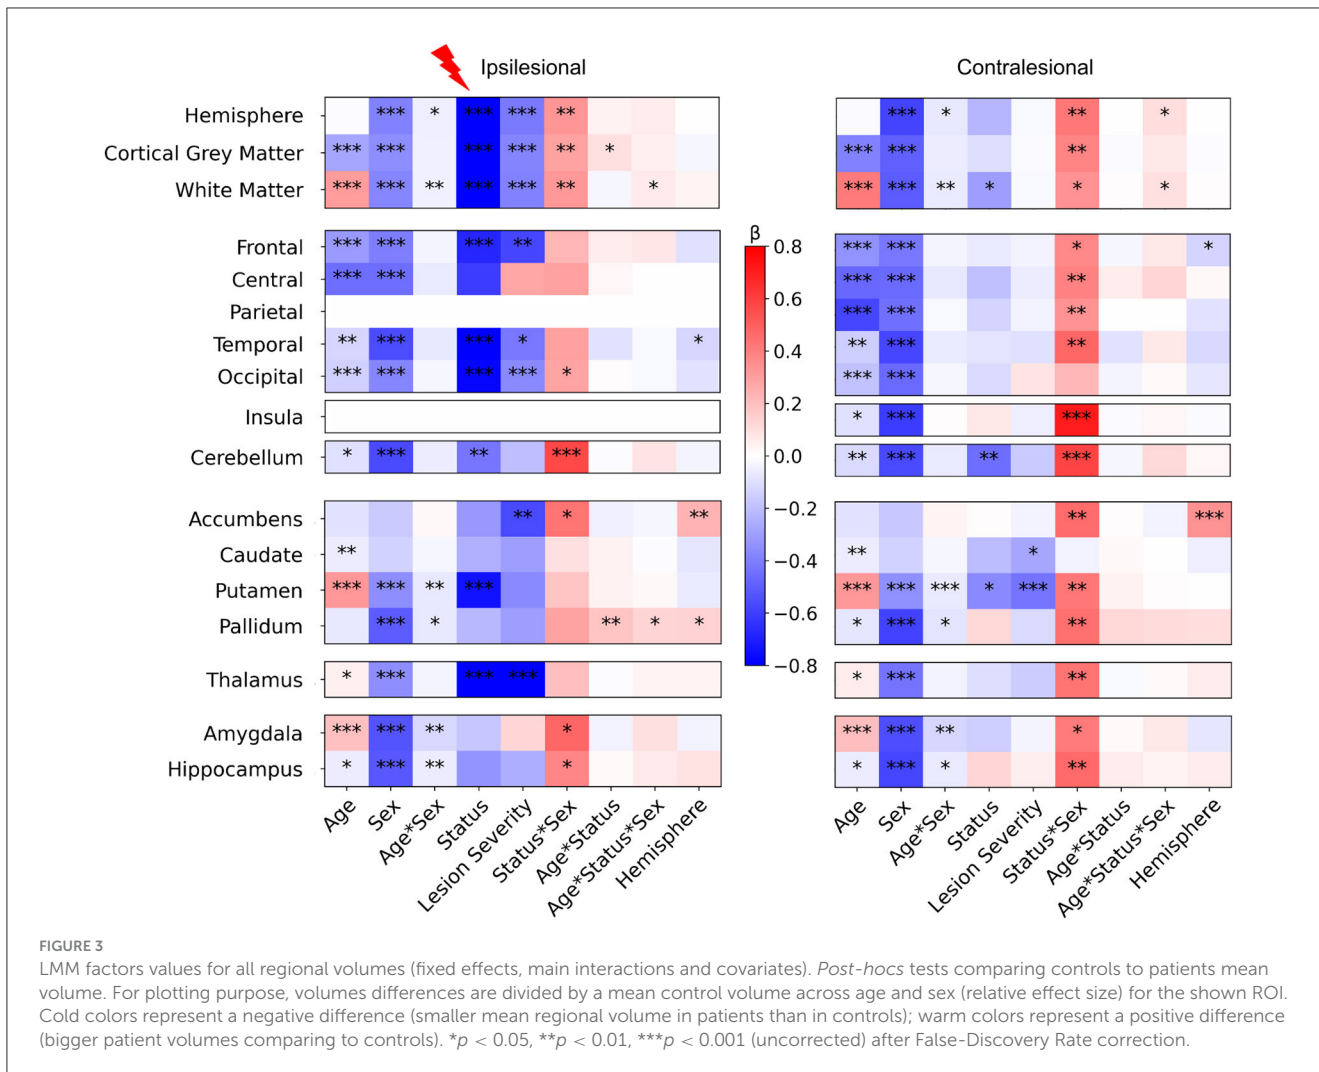 Ipsilesional
Contralesional
Hemisphere *** * *** *** ** *** * ** *
Cortical Grey Matter *** *** *** *** ** * *** *** **
White Matter *** *** ** *** *** ** * *** *** ** * * *
β
Frontal *** *** *** ** 0.8 *** *** * *
Central *** *** 0.6 *** *** **
Parietal *** *** **
Temporal ** *** *** * * 0.4 ** *** **
Occipital *** *** *** *** * *** ***
Insula 0.2 * *** ***
Cerebellum * *** ** *** 0.0 ** *** ** ***
Accumbens ** * ** −0.2 ** ***
Caudate ** −0.4 ** *
Putamen *** *** ** *** *** *** *** * *** **
Pallidum *** * ** * * −0.6 * *** * **
Thalamus * *** *** *** −0.8 * *** **
Amygdala *** *** ** * *** *** ** *
Hippocampus * *** ** * * *** * **
Age Sex Age*Sex Status Lesion Severity Status*Sex Age*Status Age*Status*Sex Hemisphere
Age Sex Age*Sex Status Lesion Severity Status*Sex Age*Status Age*Status*Sex Hemisphere
FIGURE 3
LMM factors values for all regional volumes (fixed effects, main interactions and covariates). Post-hocs tests comparing controls to patients mean
volume. For plotting purpose, volumes differences are divided by a mean control volume across age and sex (relative effect size) for the shown ROI.
Cold colors represent a negative difference (smaller mean regional volume in patients than in controls); warm colors represent a positive difference
(bigger patient volumes comparing to controls). *p < 0.05, **p < 0.01, ***p < 0.001 (uncorrected) after False-Discovery Rate correction.